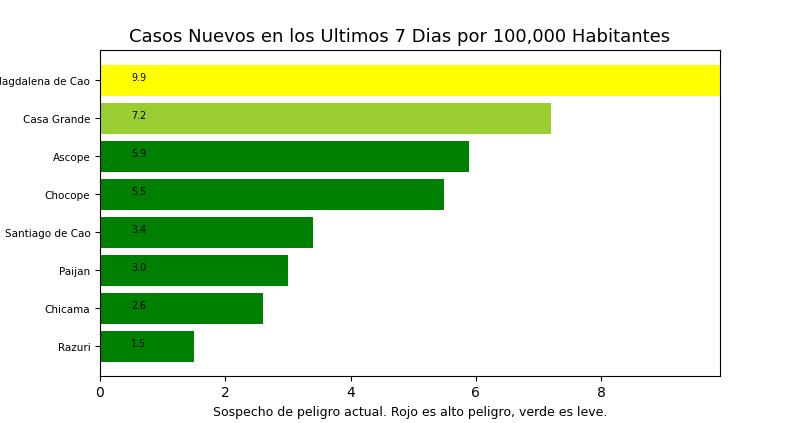 Casos Nuevos en los Ultimos 7 Dias por 100,000 Habitantes
agdalena de Cao 9.9
Casa Grande 7.2
Ascope 5.9
Chocope 5.5
Santiago de Cao 3.4
Paijan 3.0
Chicama 2.6
Razuri 1.5
0 2 4 6 8
Sospecho de peligro actual. Rojo es alto peligro, verde es leve.